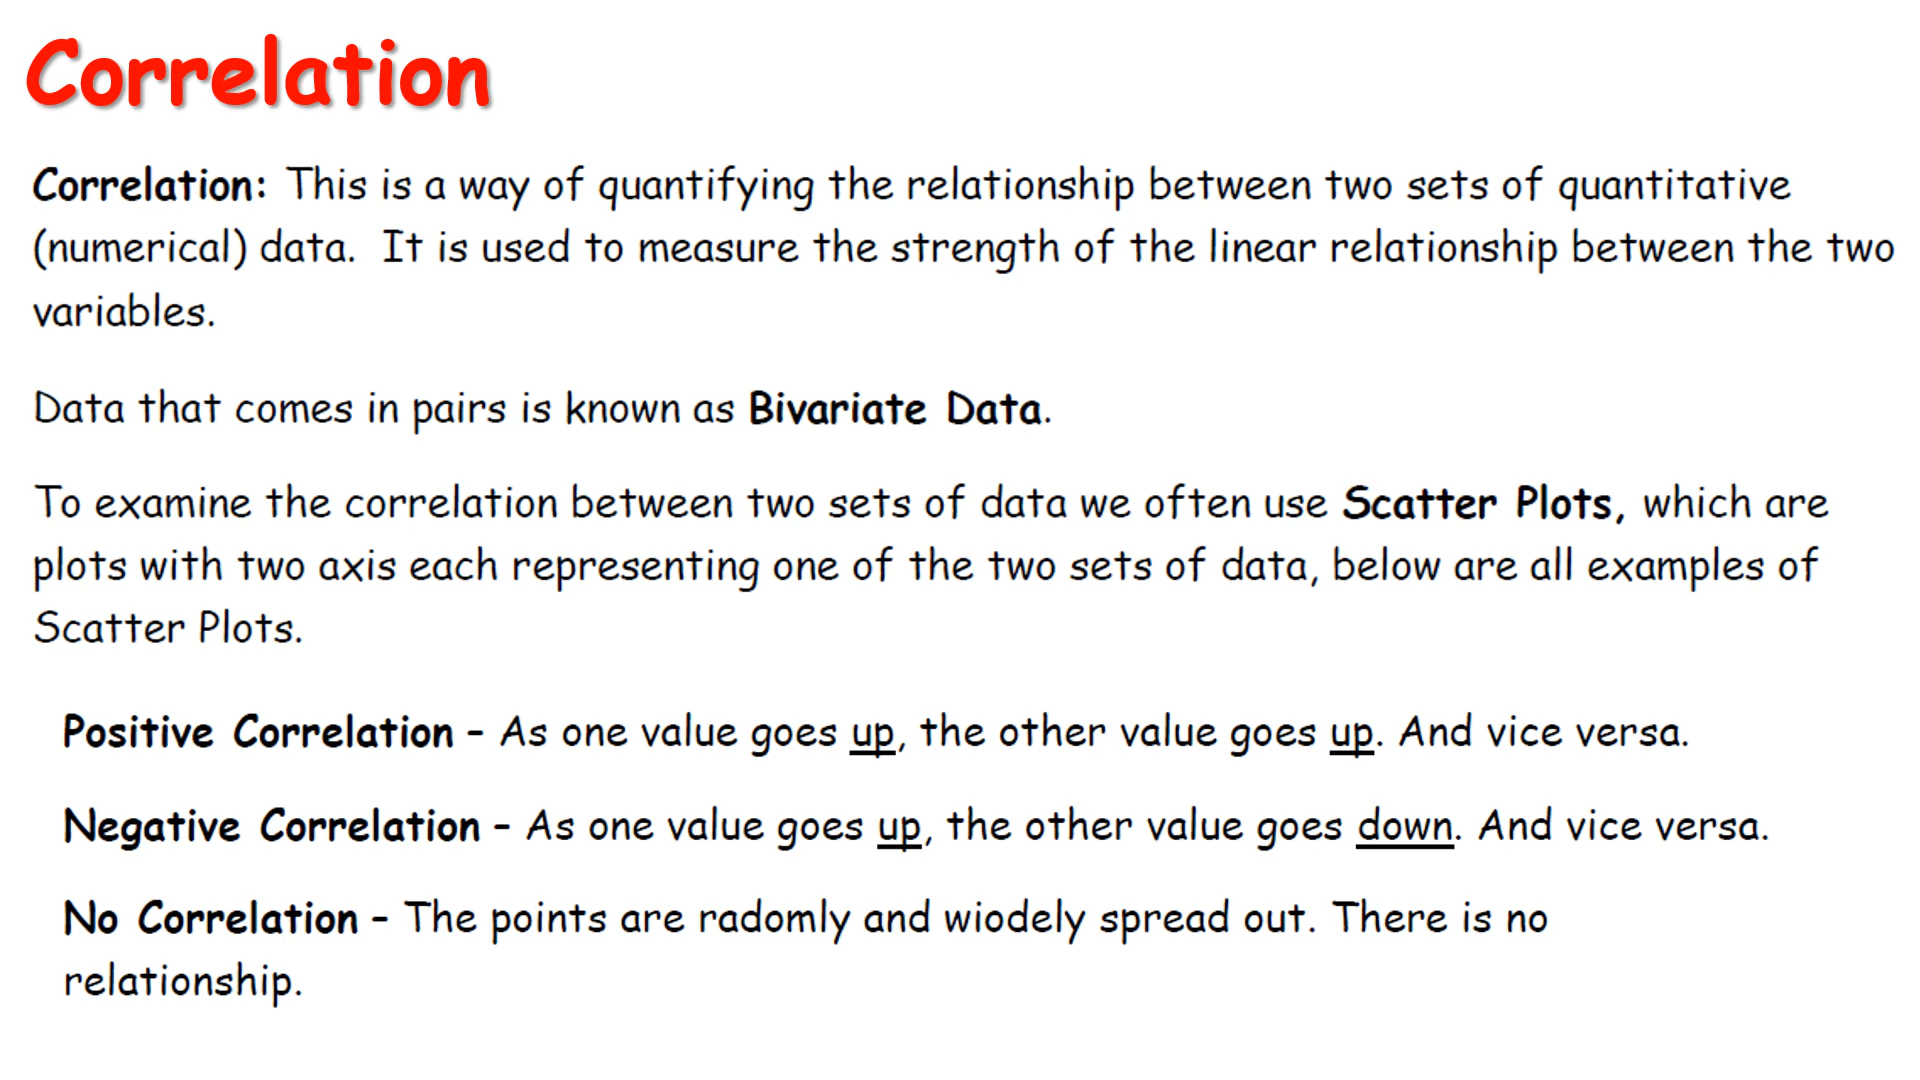 Correlation
Correlation: This is a way of quantifying the relationship between two sets of quantitative
(numerical) data. It is used to measure the strength of the linear relationship between the two
variables.
Data that comes in pairs is known as Bivariate Data.
To examine the correlation between two sets of data we often use Scatter Plots, which are
plots with two axis each representing one of the two sets of data, below are all examples of
Scatter Plots.
Positive Correlation – As one value goes up, the other value goes up. And vice versa.
Negative Correlation – As one value goes up, the other value goes down. And vice versa.
No Correlation – The points are radomly and wiodely spread out. There is no
relationship.